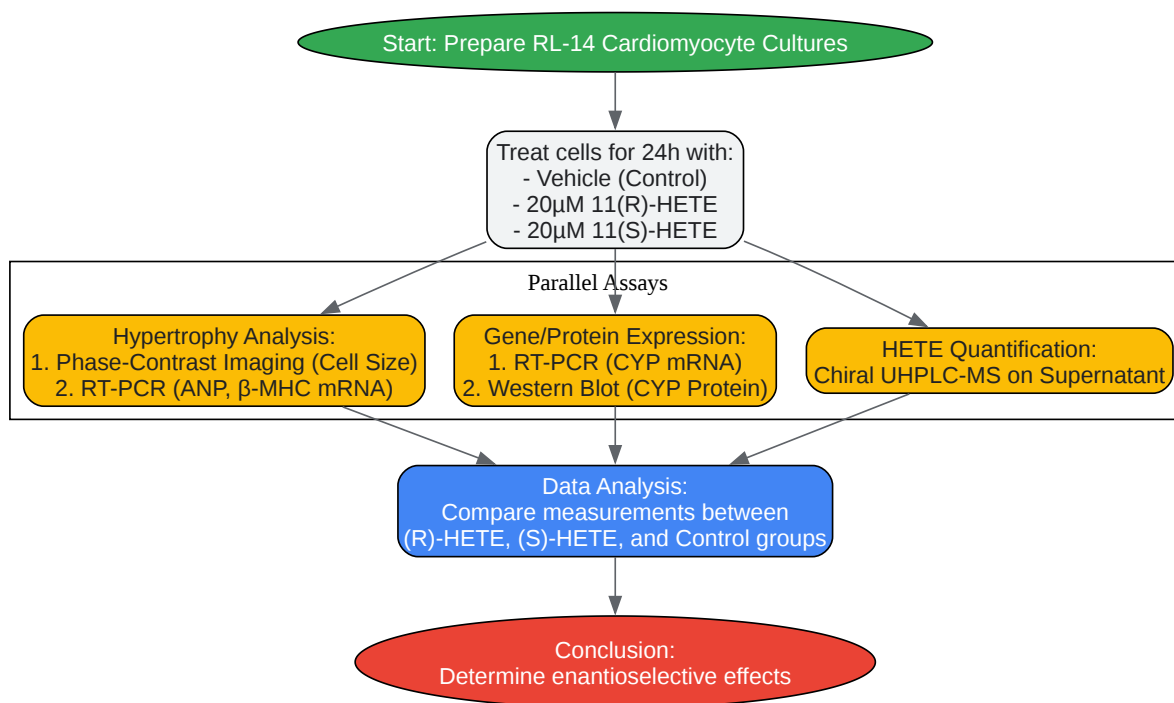 Start: Prepare RL-14 Cardiomyocyte Cultures
Treat cells for 24h with:
- Vehicle (Control)
- 20µM 11(R)-HETE
- 20µM 11(S)-HETE
Parallel Assays
Hypertrophy Analysis:
1. Phase-Contrast Imaging (Cell Size)
2. RT-PCR (ANP, β-MHC mRNA)
Gene/Protein Expression:
1. RT-PCR (CYP mRNA)
2. Western Blot (CYP Protein)
HETE Quantification:
Chiral UHPLC-MS on Supernatant
Data Analysis:
Compare measurements between
(R)-HETE, (S)-HETE, and Control groups
Conclusion:
Determine enantioselective effects